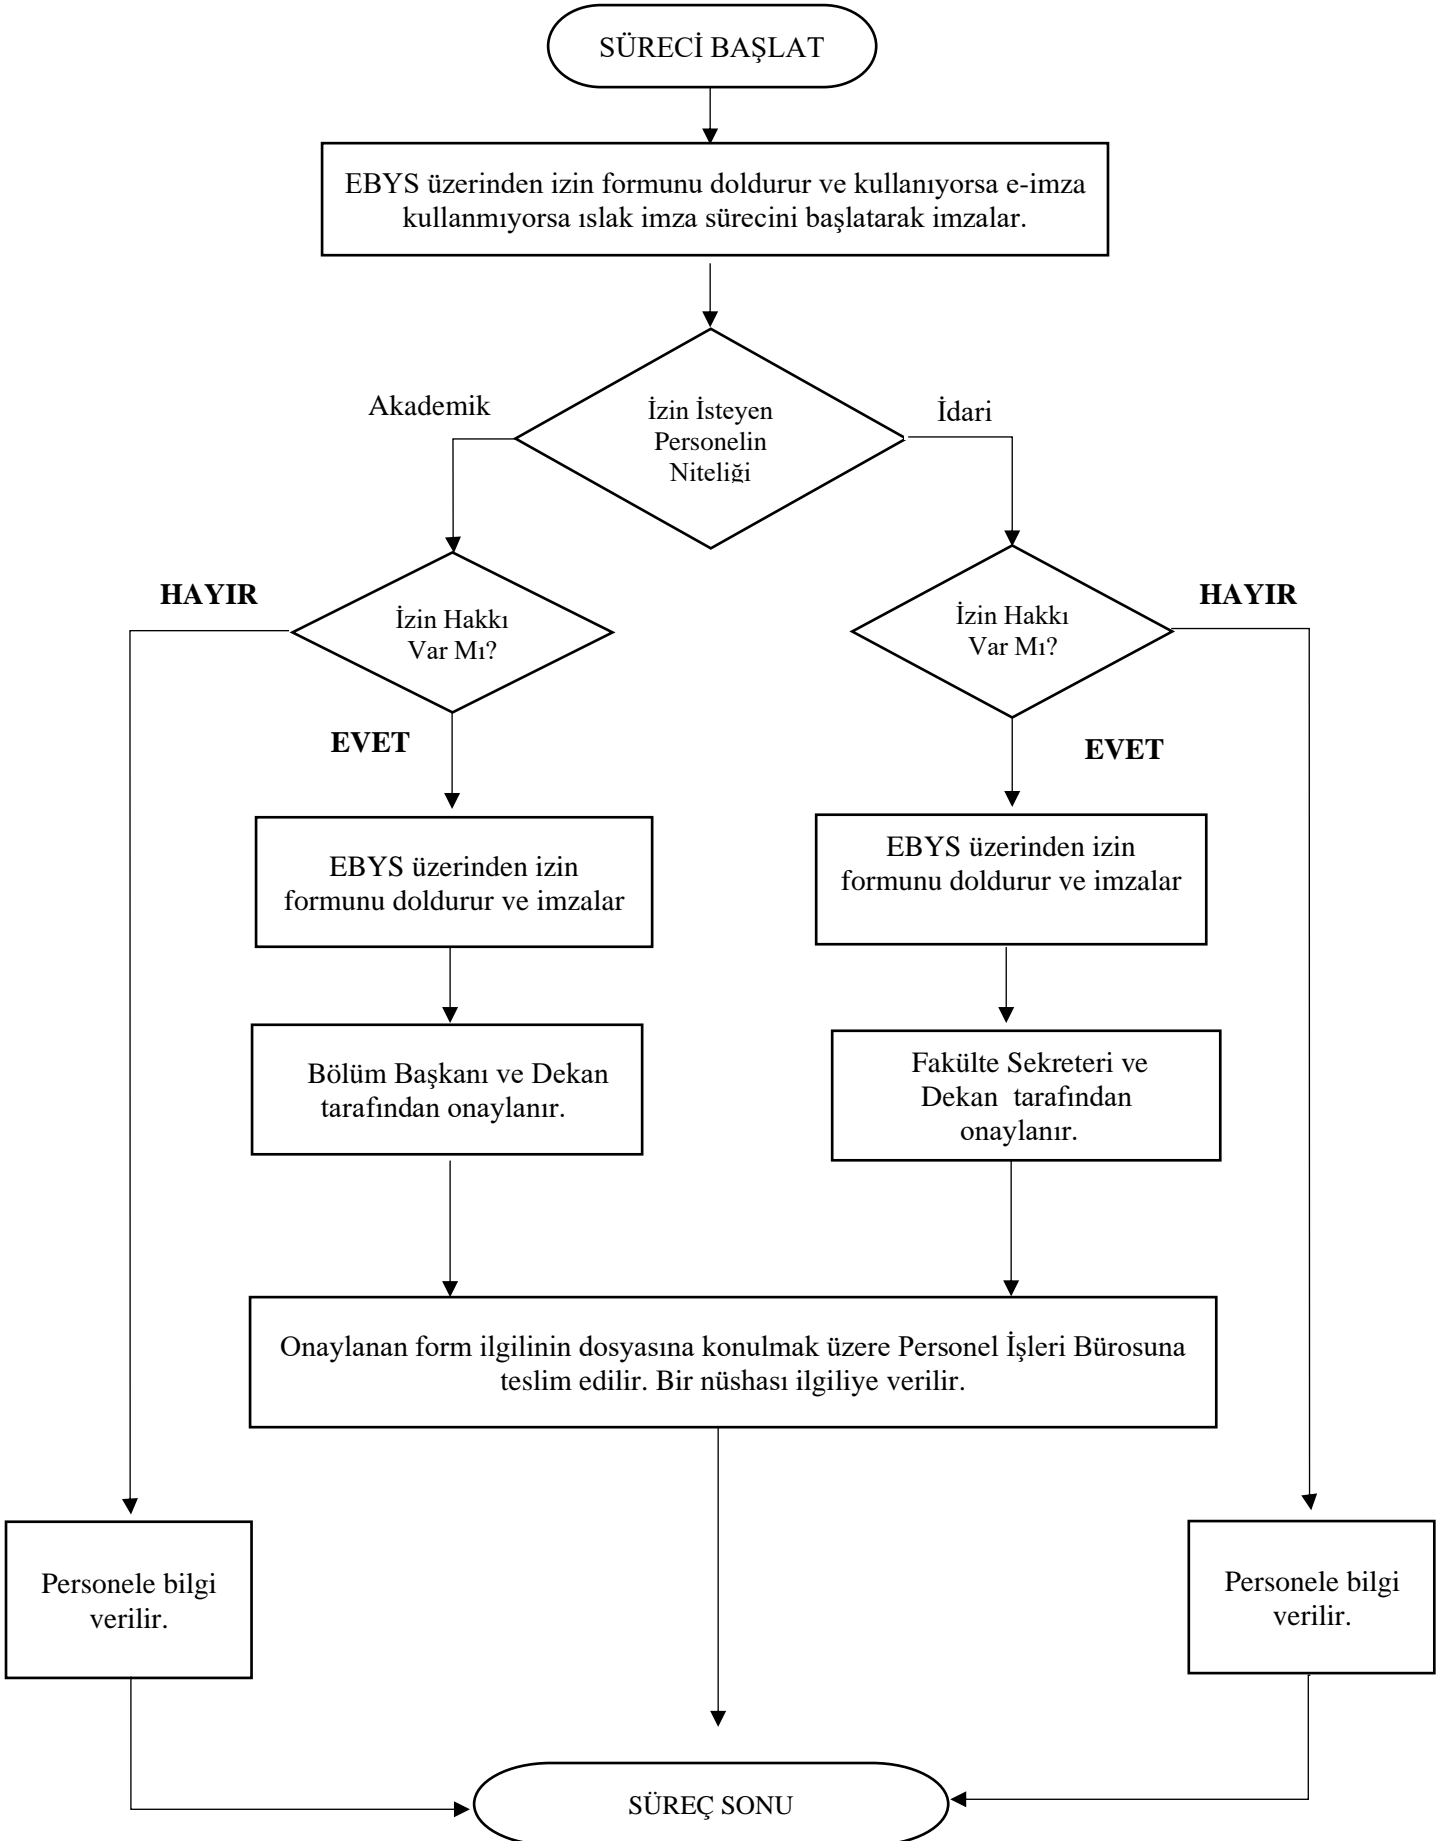 SÜRECİ BAŞLAT
EBYS üzerinden izin formunu doldurur ve kullanıyorsa e-imza
kullanmıyorsa ıslak imza sürecini başlatarak imzalar.
Akademik
İdari
İzin İsteyen
Personelin
Niteliği
HAYIR
İzin Hakkı
Var Mı?
İzin Hakkı
Var Mı?
HAYIR
EVET
EVET
EBYS üzerinden izin
formunu doldurur ve imzalar
EBYS üzerinden izin
formunu doldurur ve imzalar
Bölüm Başkanı ve Dekan
tarafından onaylanır.
Fakülte Sekreteri ve
Dekan  tarafından
onaylanır.
Onaylanan form ilgilinin dosyasına konulmak üzere Personel İşleri Bürosuna
teslim edilir. Bir nüshası ilgiliye verilir.
Personele bilgi
verilir.
Personele bilgi
verilir.
SÜREÇ SONU